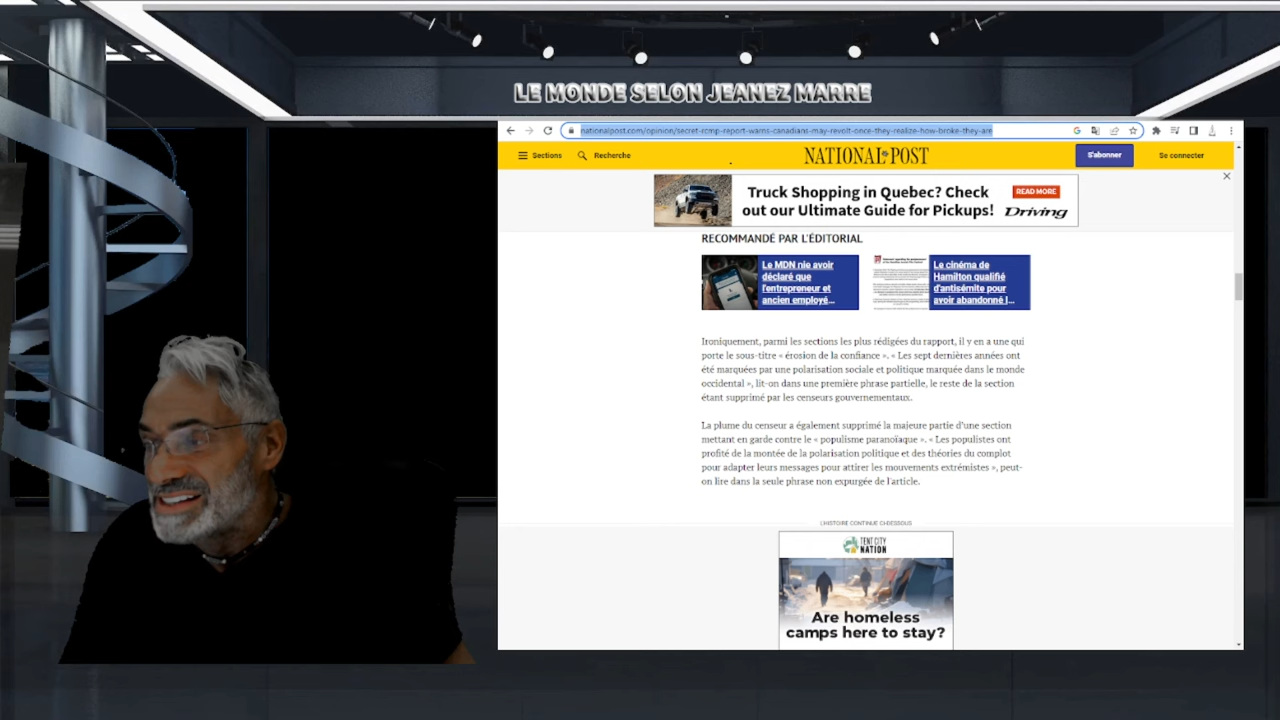 LE MONDE SELON JEANEZ MARRE
nationalpost.com/opinion/secret-rcmp-report-warns-canadians-may-revolt-once-they-realize-how-broke-they-are
Sections
Recherche
NATIONAL POST
S'abonner
Se connecter
Truck Shopping in Quebec? Check
out our Ultimate Guide for Pickups!
READ MORE
Driving
RECOMMANDÉ PAR L'ÉDITORIAL
Le MDN nie avoir
déclaré que
l'entrepreneur et
ancien employé...
Le cinéma de
Hamilton qualifié
d'antisémite pour
avoir abandonné l...
Ironiquement, parmi les sections les plus rédigées du rapport, il y en a une qui
porte le sous-titre « érosion de la confiance ». « Les sept dernières années ont
été marquées par une polarisation sociale et politique marquée dans le monde
occidental », lit-on dans une première phrase partielle, le reste de la section
étant supprimé par les censeurs gouvernementaux.
La plume du censeur a également supprimé la majeure partie d'une section
mettant en garde contre le « populisme paranoïaque ». « Les populistes ont
profité de la montée de la polarisation politique et des théories du complot
pour adapter leurs messages pour attirer les mouvements extrémistes », peut-
on lire dans la seule phrase non expurgée de l'article.
L'HISTOIRE CONTINUE CI-DESSOUS
TENT CITY
NATION
Are homeless
camps here to stay?